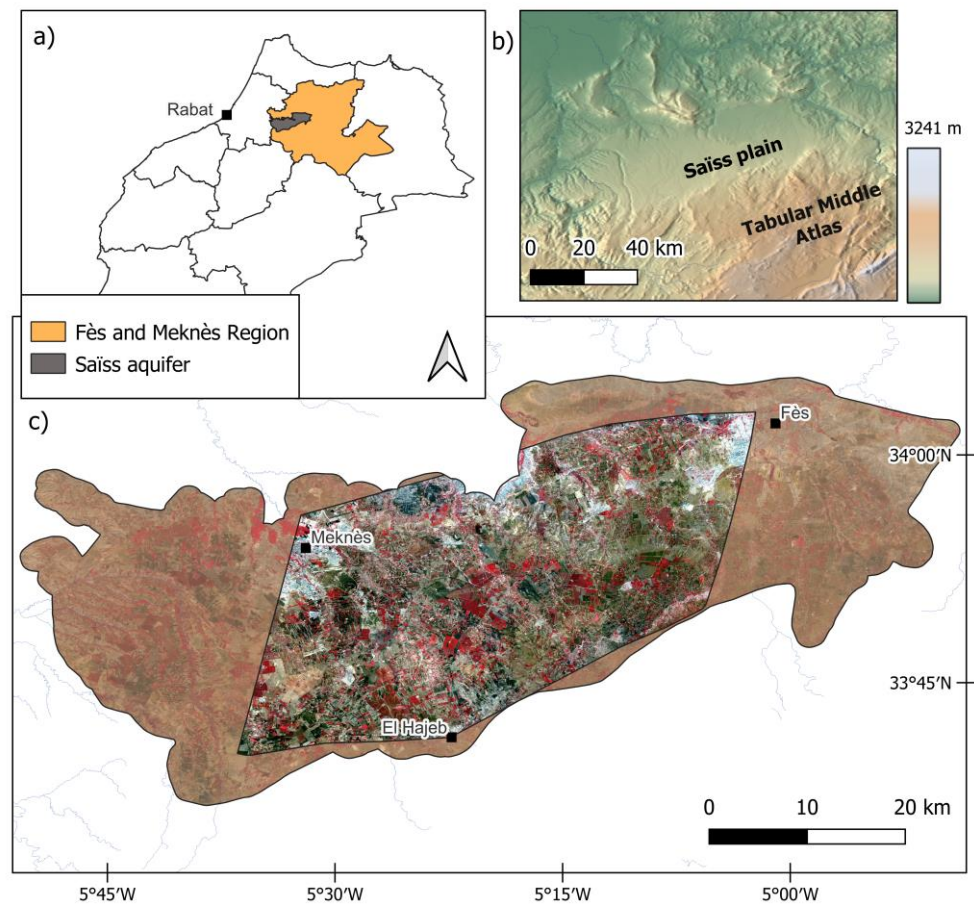 a)
Rabat
Fès and Meknès Region
Saïss aquifer
b)
Saïss plain
Tabular Middle
Atlas
0 20 40 km
3241 m
c)
Fès
34°00'N
Meknès
33°45'N
El Hajeb
0 10 20 km
5°45'W 5°30'W 5°15'W 5°00'W